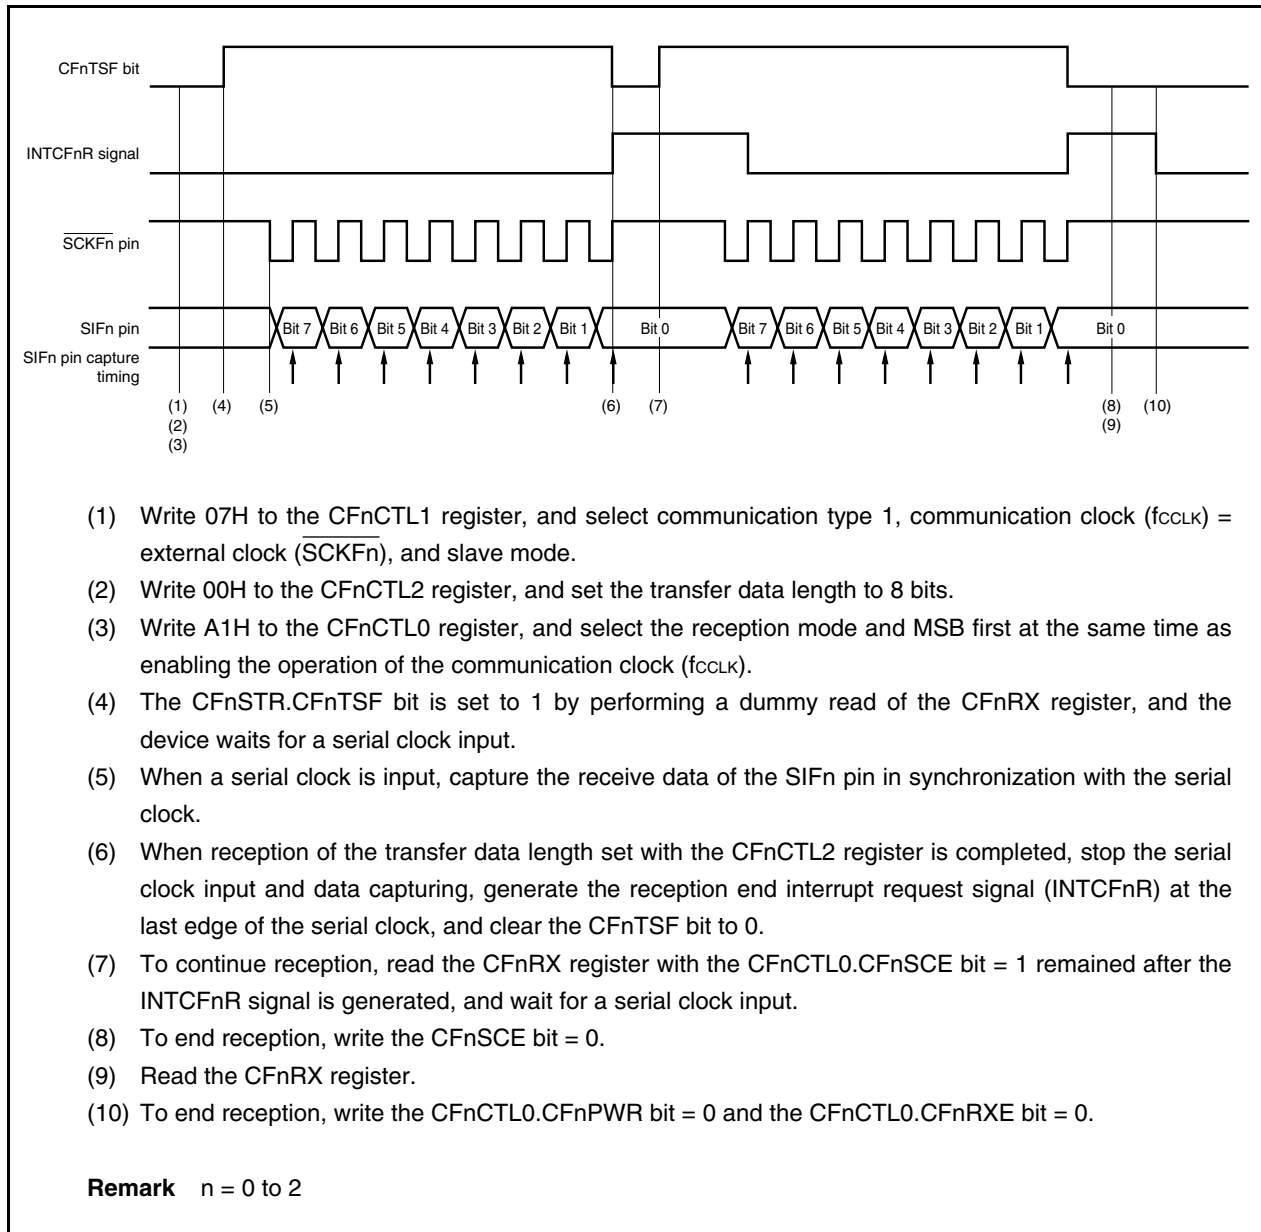 CFnTSF bit
INTCFnR signal
SCKFn pin
SIFn pin
Bit 7 Bit 6 Bit 5 Bit 4 Bit 3 Bit 2 Bit 1 Bit 0 Bit 7 Bit 6 Bit 5 Bit 4 Bit 3 Bit 2 Bit 1 Bit 0
SIFn pin capture
timing
(1) (4) (5) (6) (7) (8) (10)
(2) (9)
(3)
(1) Write 07H to the CFnCTL1 register, and select communication type 1, communication clock (fCCLK) =
external clock (SCKFn), and slave mode.
(2) Write 00H to the CFnCTL2 register, and set the transfer data length to 8 bits.
(3) Write A1H to the CFnCTL0 register, and select the reception mode and MSB first at the same time as
enabling the operation of the communication clock (fCCLK).
(4) The CFnSTR.CFnTSF bit is set to 1 by performing a dummy read of the CFnRX register, and the
device waits for a serial clock input.
(5) When a serial clock is input, capture the receive data of the SIFn pin in synchronization with the serial
clock.
(6) When reception of the transfer data length set with the CFnCTL2 register is completed, stop the serial
clock input and data capturing, generate the reception end interrupt request signal (INTCFnR) at the
last edge of the serial clock, and clear the CFnTSF bit to 0.
(7) To continue reception, read the CFnRX register with the CFnCTL0.CFnSCE bit = 1 remained after the
INTCFnR signal is generated, and wait for a serial clock input.
(8) To end reception, write the CFnSCE bit = 0.
(9) Read the CFnRX register.
(10) To end reception, write the CFnCTL0.CFnPWR bit = 0 and the CFnCTL0.CFnRXE bit = 0.
Remark n = 0 to 2